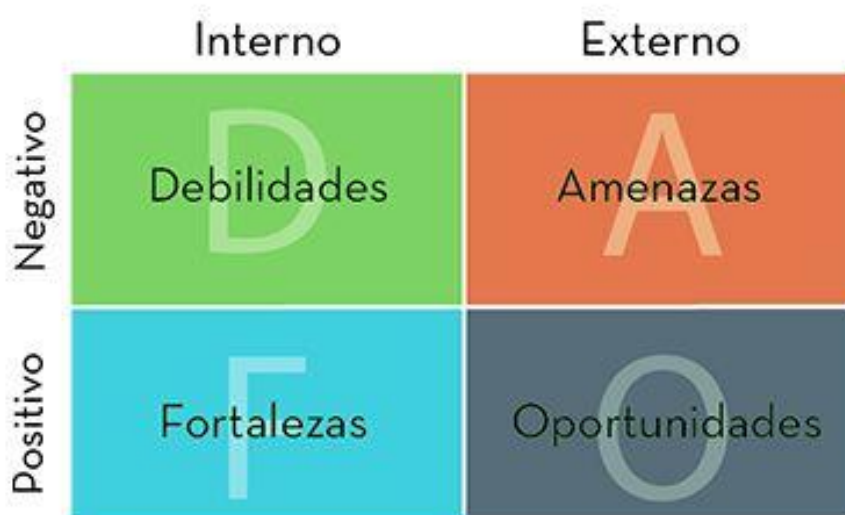 Interno
Externo
Negativo
D
Debilidades
A
Amenazas
Positivo
F
Fortalezas
O
Oportunidades